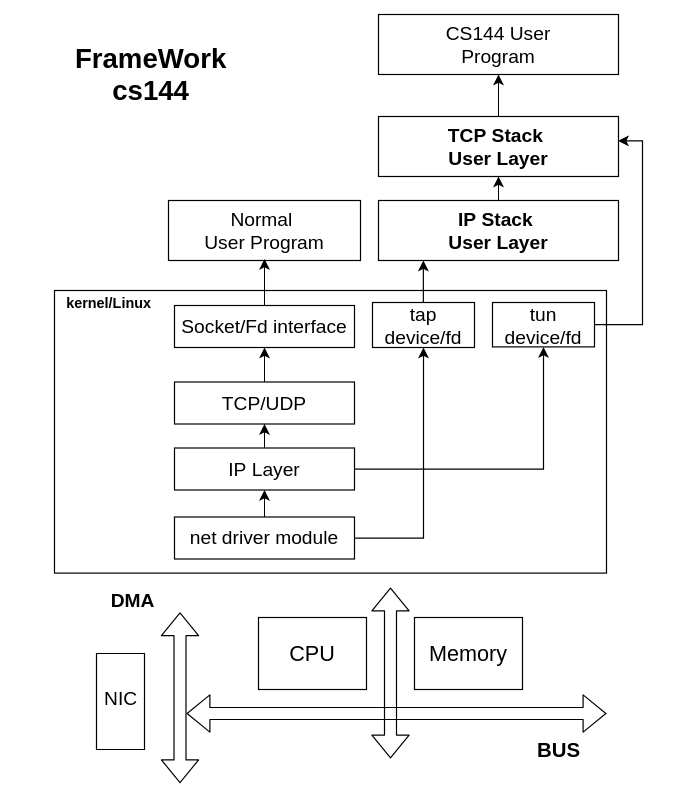 FrameWork
cs144
CS144 User
Program
TCP Stack
User Layer
Normal
User Program
IP Stack
User Layer
kernel/Linux
Socket/Fd interface
tap
device/fd
tun
device/fd
TCP/UDP
IP Layer
net driver module
DMA
CPU
Memory
NIC
BUS